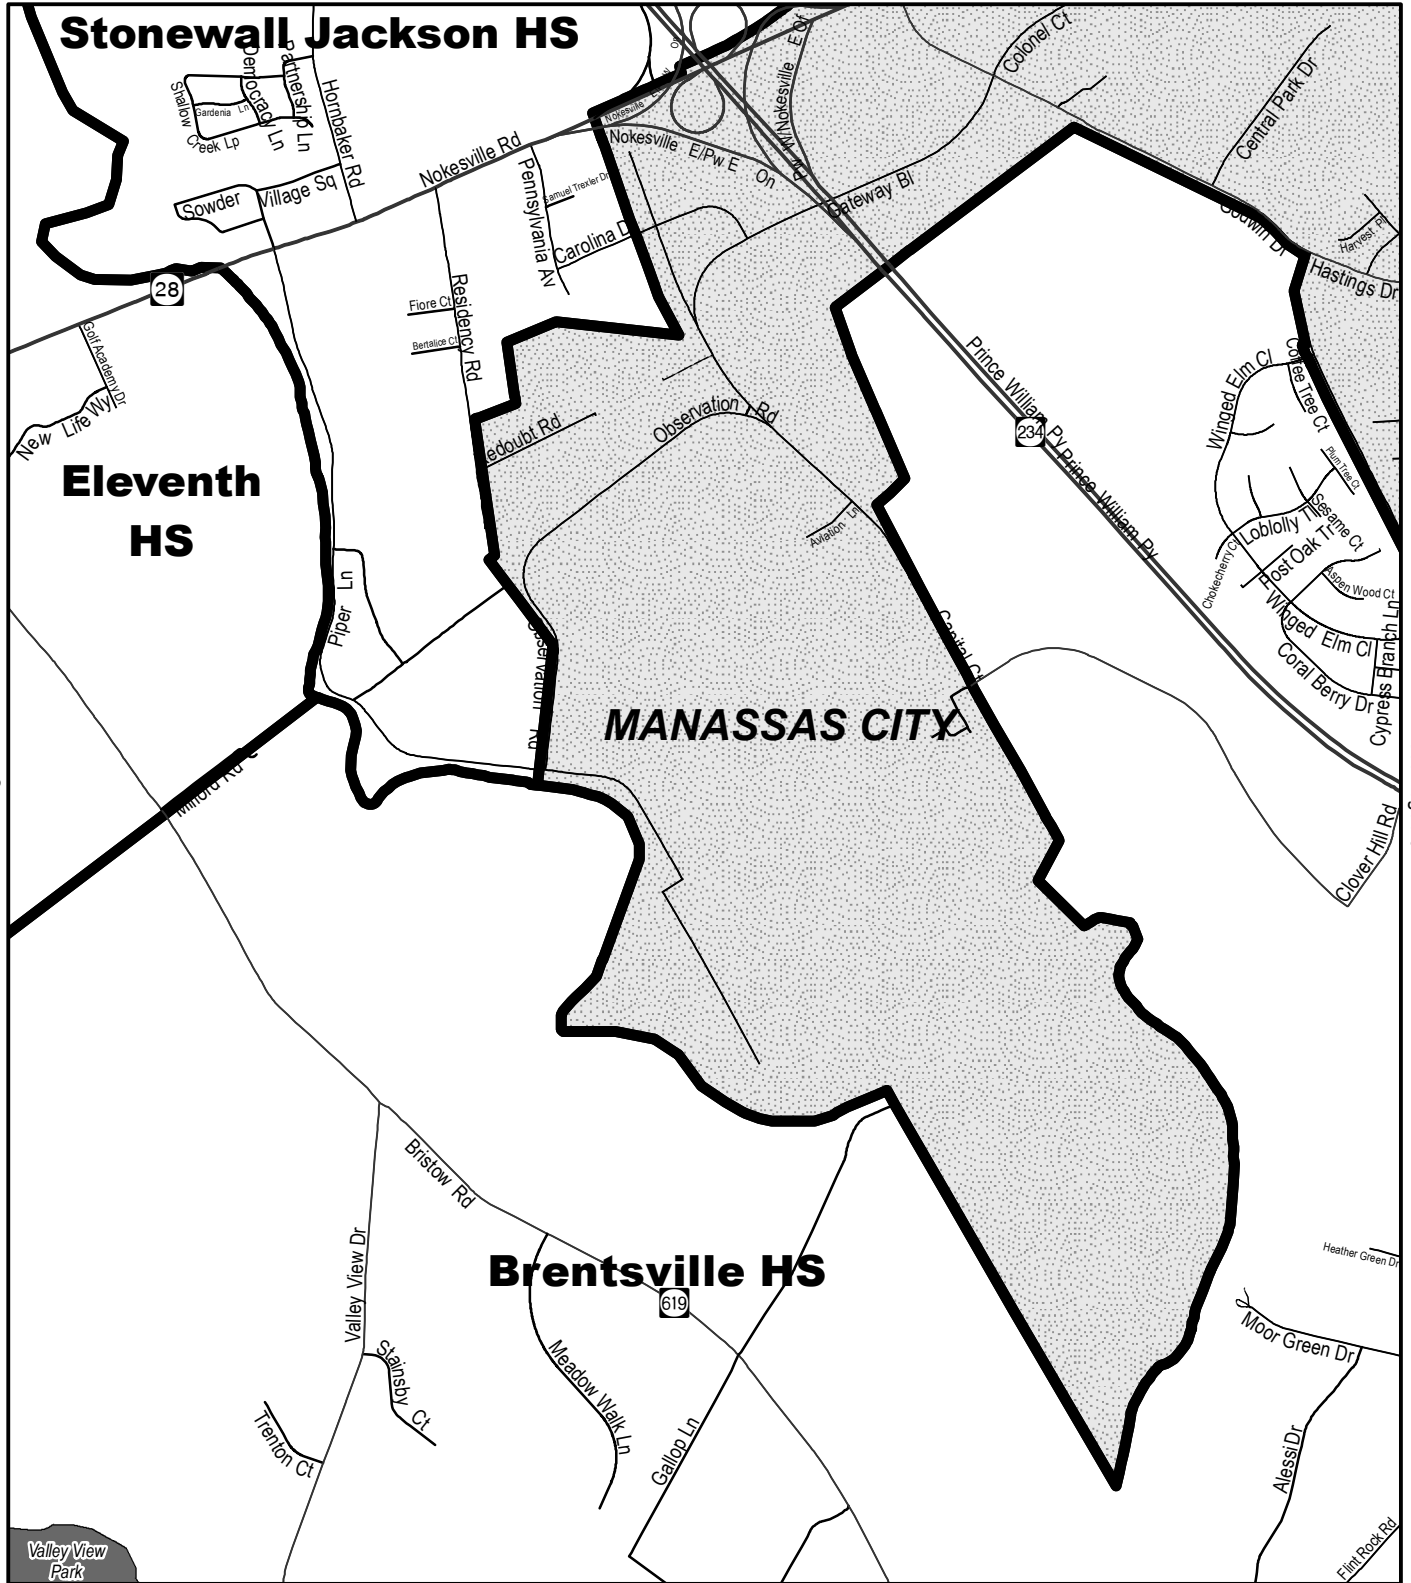 Stonewall Jackson HS
Colonel Ct
Central Park Dr
Democracy Ln
Partnership Ln
Hornbaker Rd
Shallow Creek Lp
Gardenia Ln
Nokesville Rd
Nokesville E/Pw E On
Pw W/Nokesville E Of
Gateway Bl
Godwin Dr
Harvest Pl
Hastings Dr
Sowder
Village Sq
Pennsylvania Av
Samuel Trexler Dr
Carolina D
28
Residency Rd
Fiore Ct
Bertalice Ct
Golf Academy Dr
New Life Wy
Prince William Py
234
Prince William Py
Winged Elm Cl
Coffee Tree Ct
Plum Tree Ct
Observation Rd
edoubt Rd
Eleventh
HS
Aviation Ln
Loblolly Tl
Sesame Ct
Post Oak Tr
Chokecherry Ct
Aspen Wood Ct
Winged Elm Cl
Coral Berry Dr
Cypress Branch Ln
Piper Ln
Observation Rd
Capital Ct
MANASSAS CITY
Milford Rd
Clover Hill Rd
Bristow Rd
Valley View Dr
Brentsville HS
619
Heather Green Dr
Moor Green Dr
Stainsby Ct
Meadow Walk Ln
Trenton Ct
Gallop Ln
Alessi Dr
Flint Rock Rd
Valley View
Park